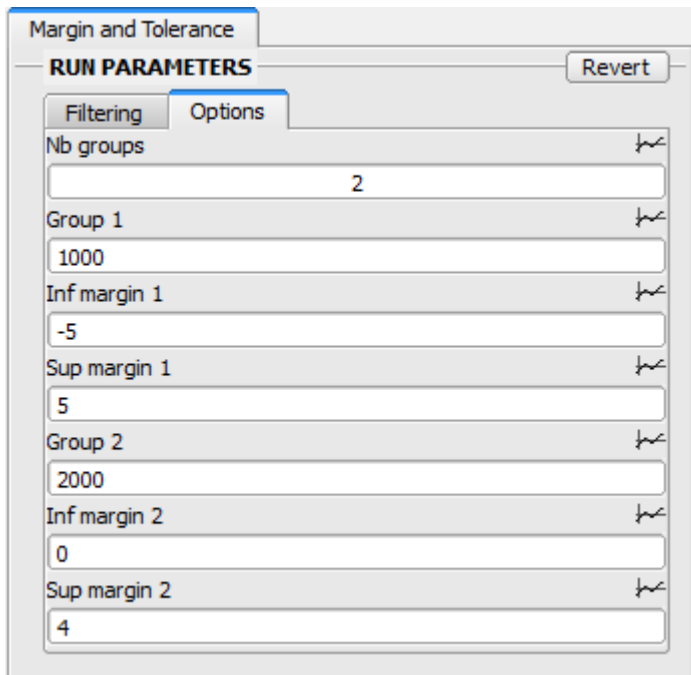 Margin and Tolerance
RUN PARAMETERS Revert
Filtering Options
Nb groups
2
Group 1
1000
Inf margin 1
-5
Sup margin 1
5
Group 2
2000
Inf margin 2
0
Sup margin 2
4